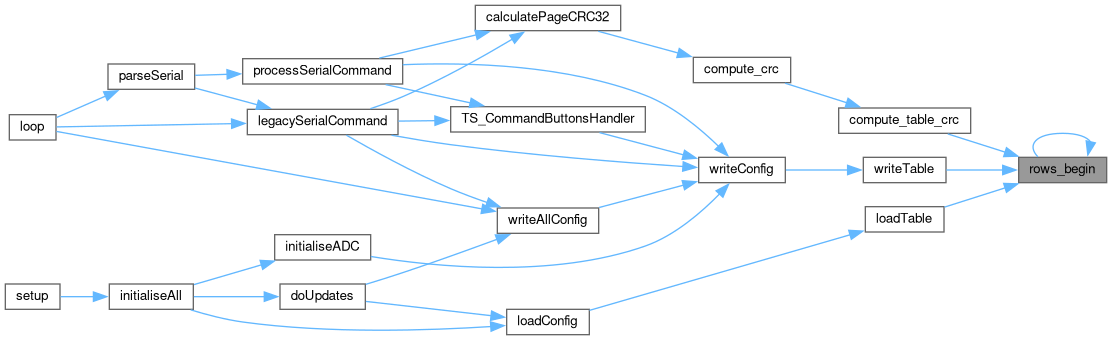 calculatePageCRC32
processSerialCommand
compute_crc
parseSerial
TS_CommandButtonsHandler
legacySerialCommand
compute_table_crc
loop
writeConfig
writeTable
rows_begin
writeAllConfig
loadTable
initialiseADC
setup
initialiseAll
doUpdates
loadConfig